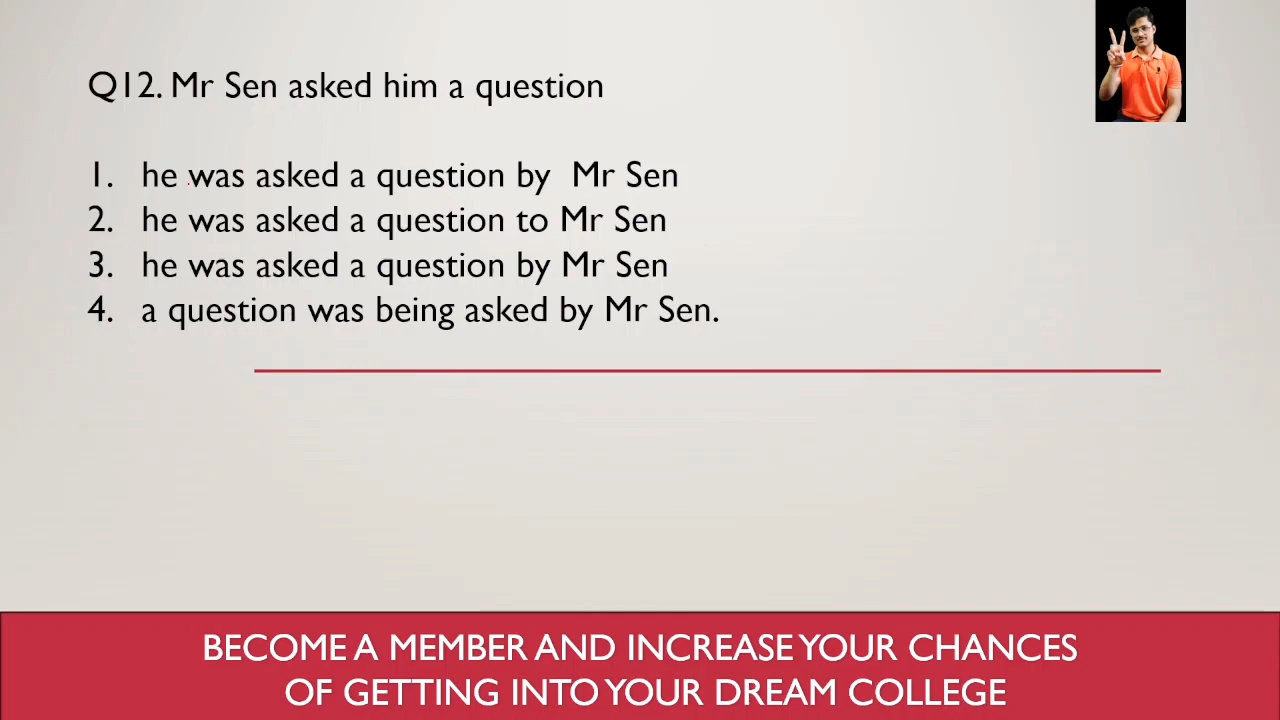 Q12. Mr Sen asked him a question
1. he was asked a question by  Mr Sen
2. he was asked a question to Mr Sen
3. he was asked a question by Mr Sen
4. a question was being asked by Mr Sen.
BECOME A MEMBER AND INCREASE YOUR CHANCES
OF GETTING INTO YOUR DREAM COLLEGE